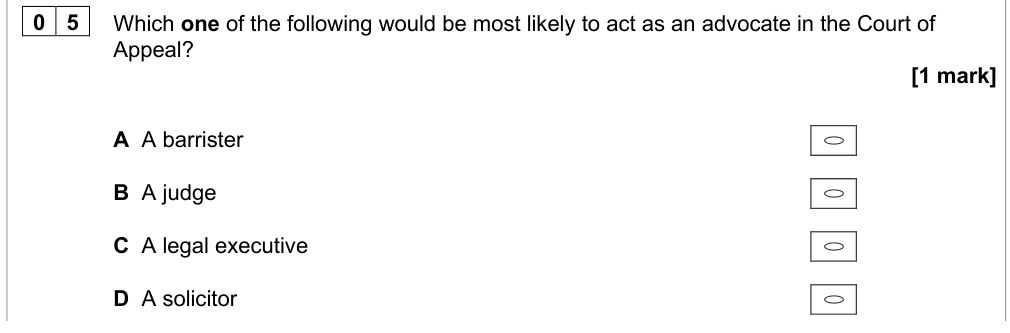 0 5 Which one of the following would be most likely to act as an advocate in the Court of
Appeal?
[1 mark]
A A barrister
B A judge
C A legal executive
D A solicitor